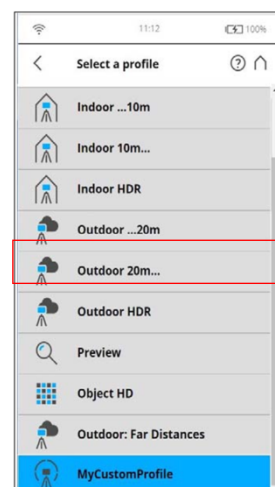 11:12
100%
Select a profile
?
Indoor ...10m
Indoor 10m...
Indoor HDR
Outdoor ...20m
Outdoor 20m...
Outdoor HDR
Preview
Object HD
Outdoor: Far Distances
MyCustomProfile